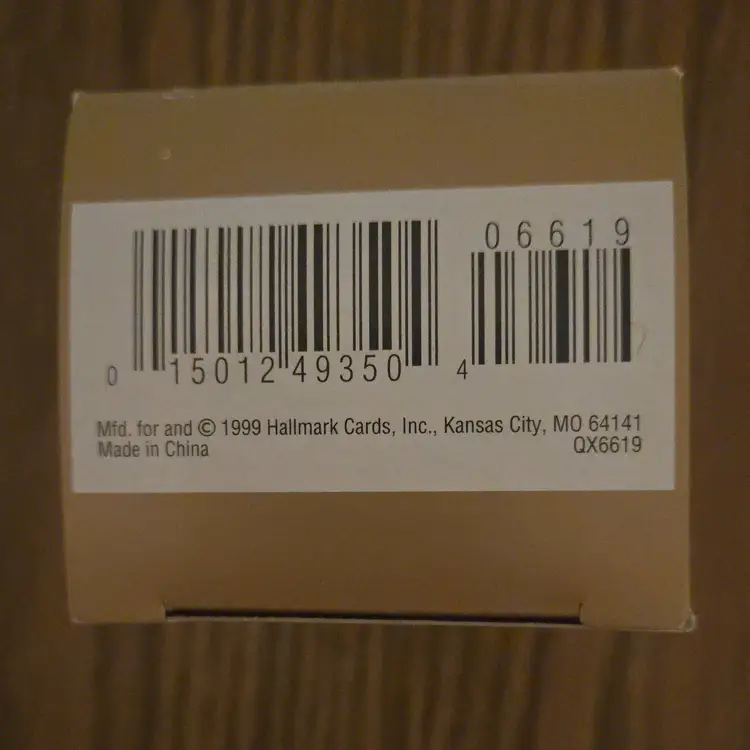 06619
0 15012 49350 4
Mfd. for and © 1999 Hallmark Cards, Inc., Kansas City, MO 64141
Made in China QX6619